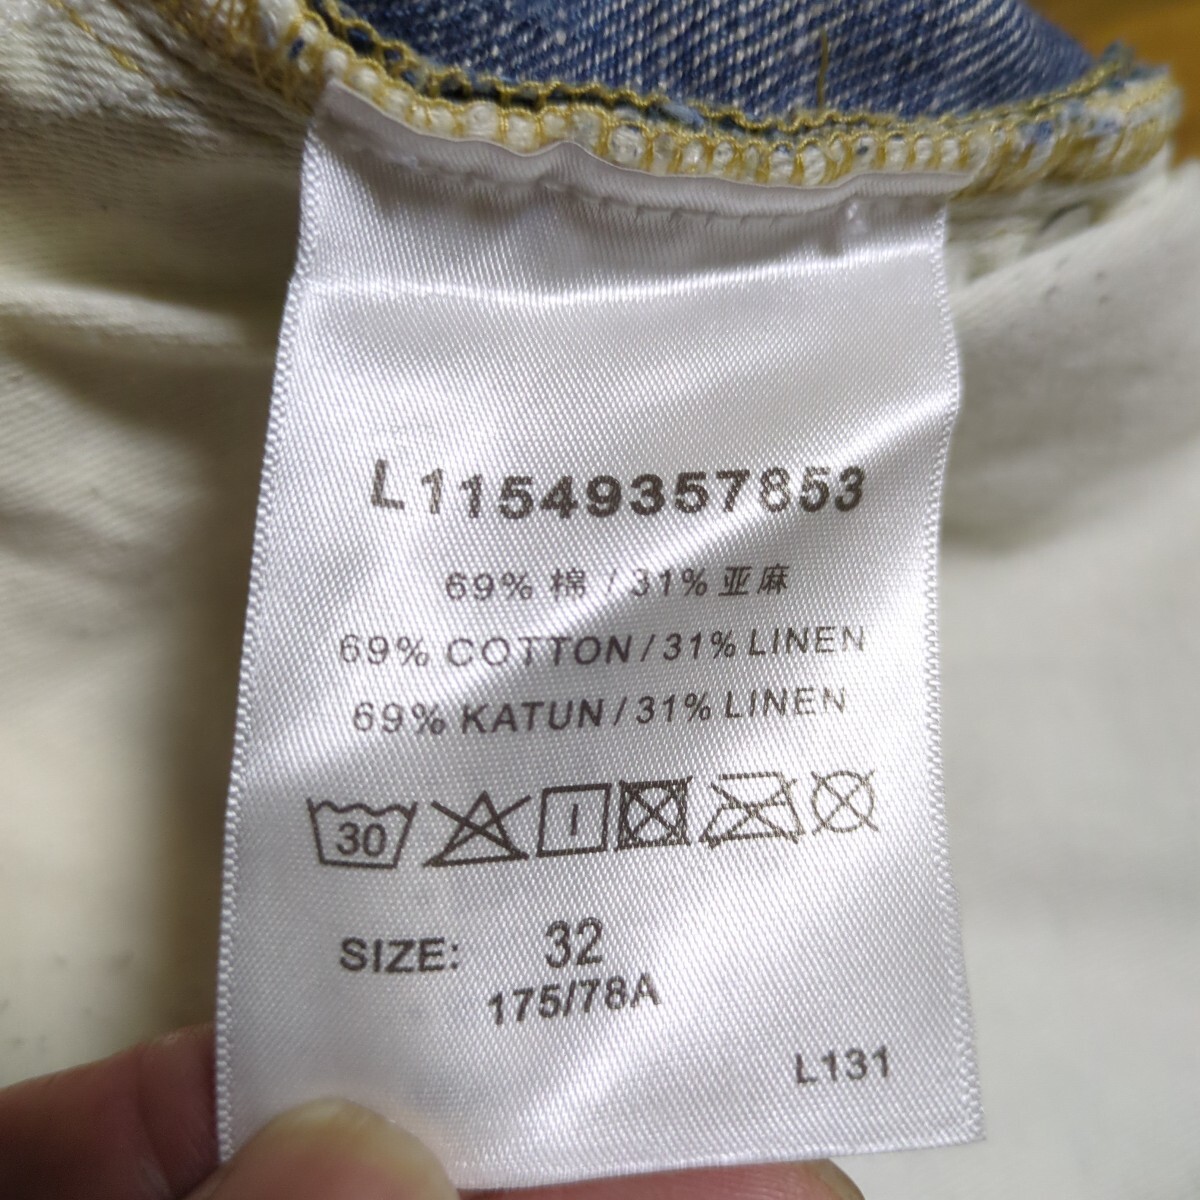 L11549357853
69% 棉 / 31% 亚麻
69% COTTON / 31% LINEN
69% KATUN / 31% LINEN
30
SIZE: 32
175/78A
L131